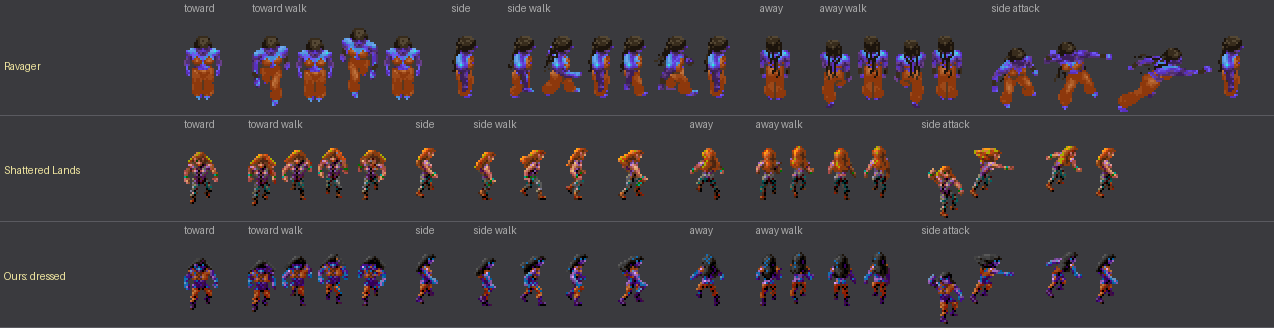 toward toward walk side side walk away away walk side attack
Ravager
toward toward walk side side walk away away walk side attack
Shattered Lands
toward toward walk side side walk away away walk side attack
Ours: dressed